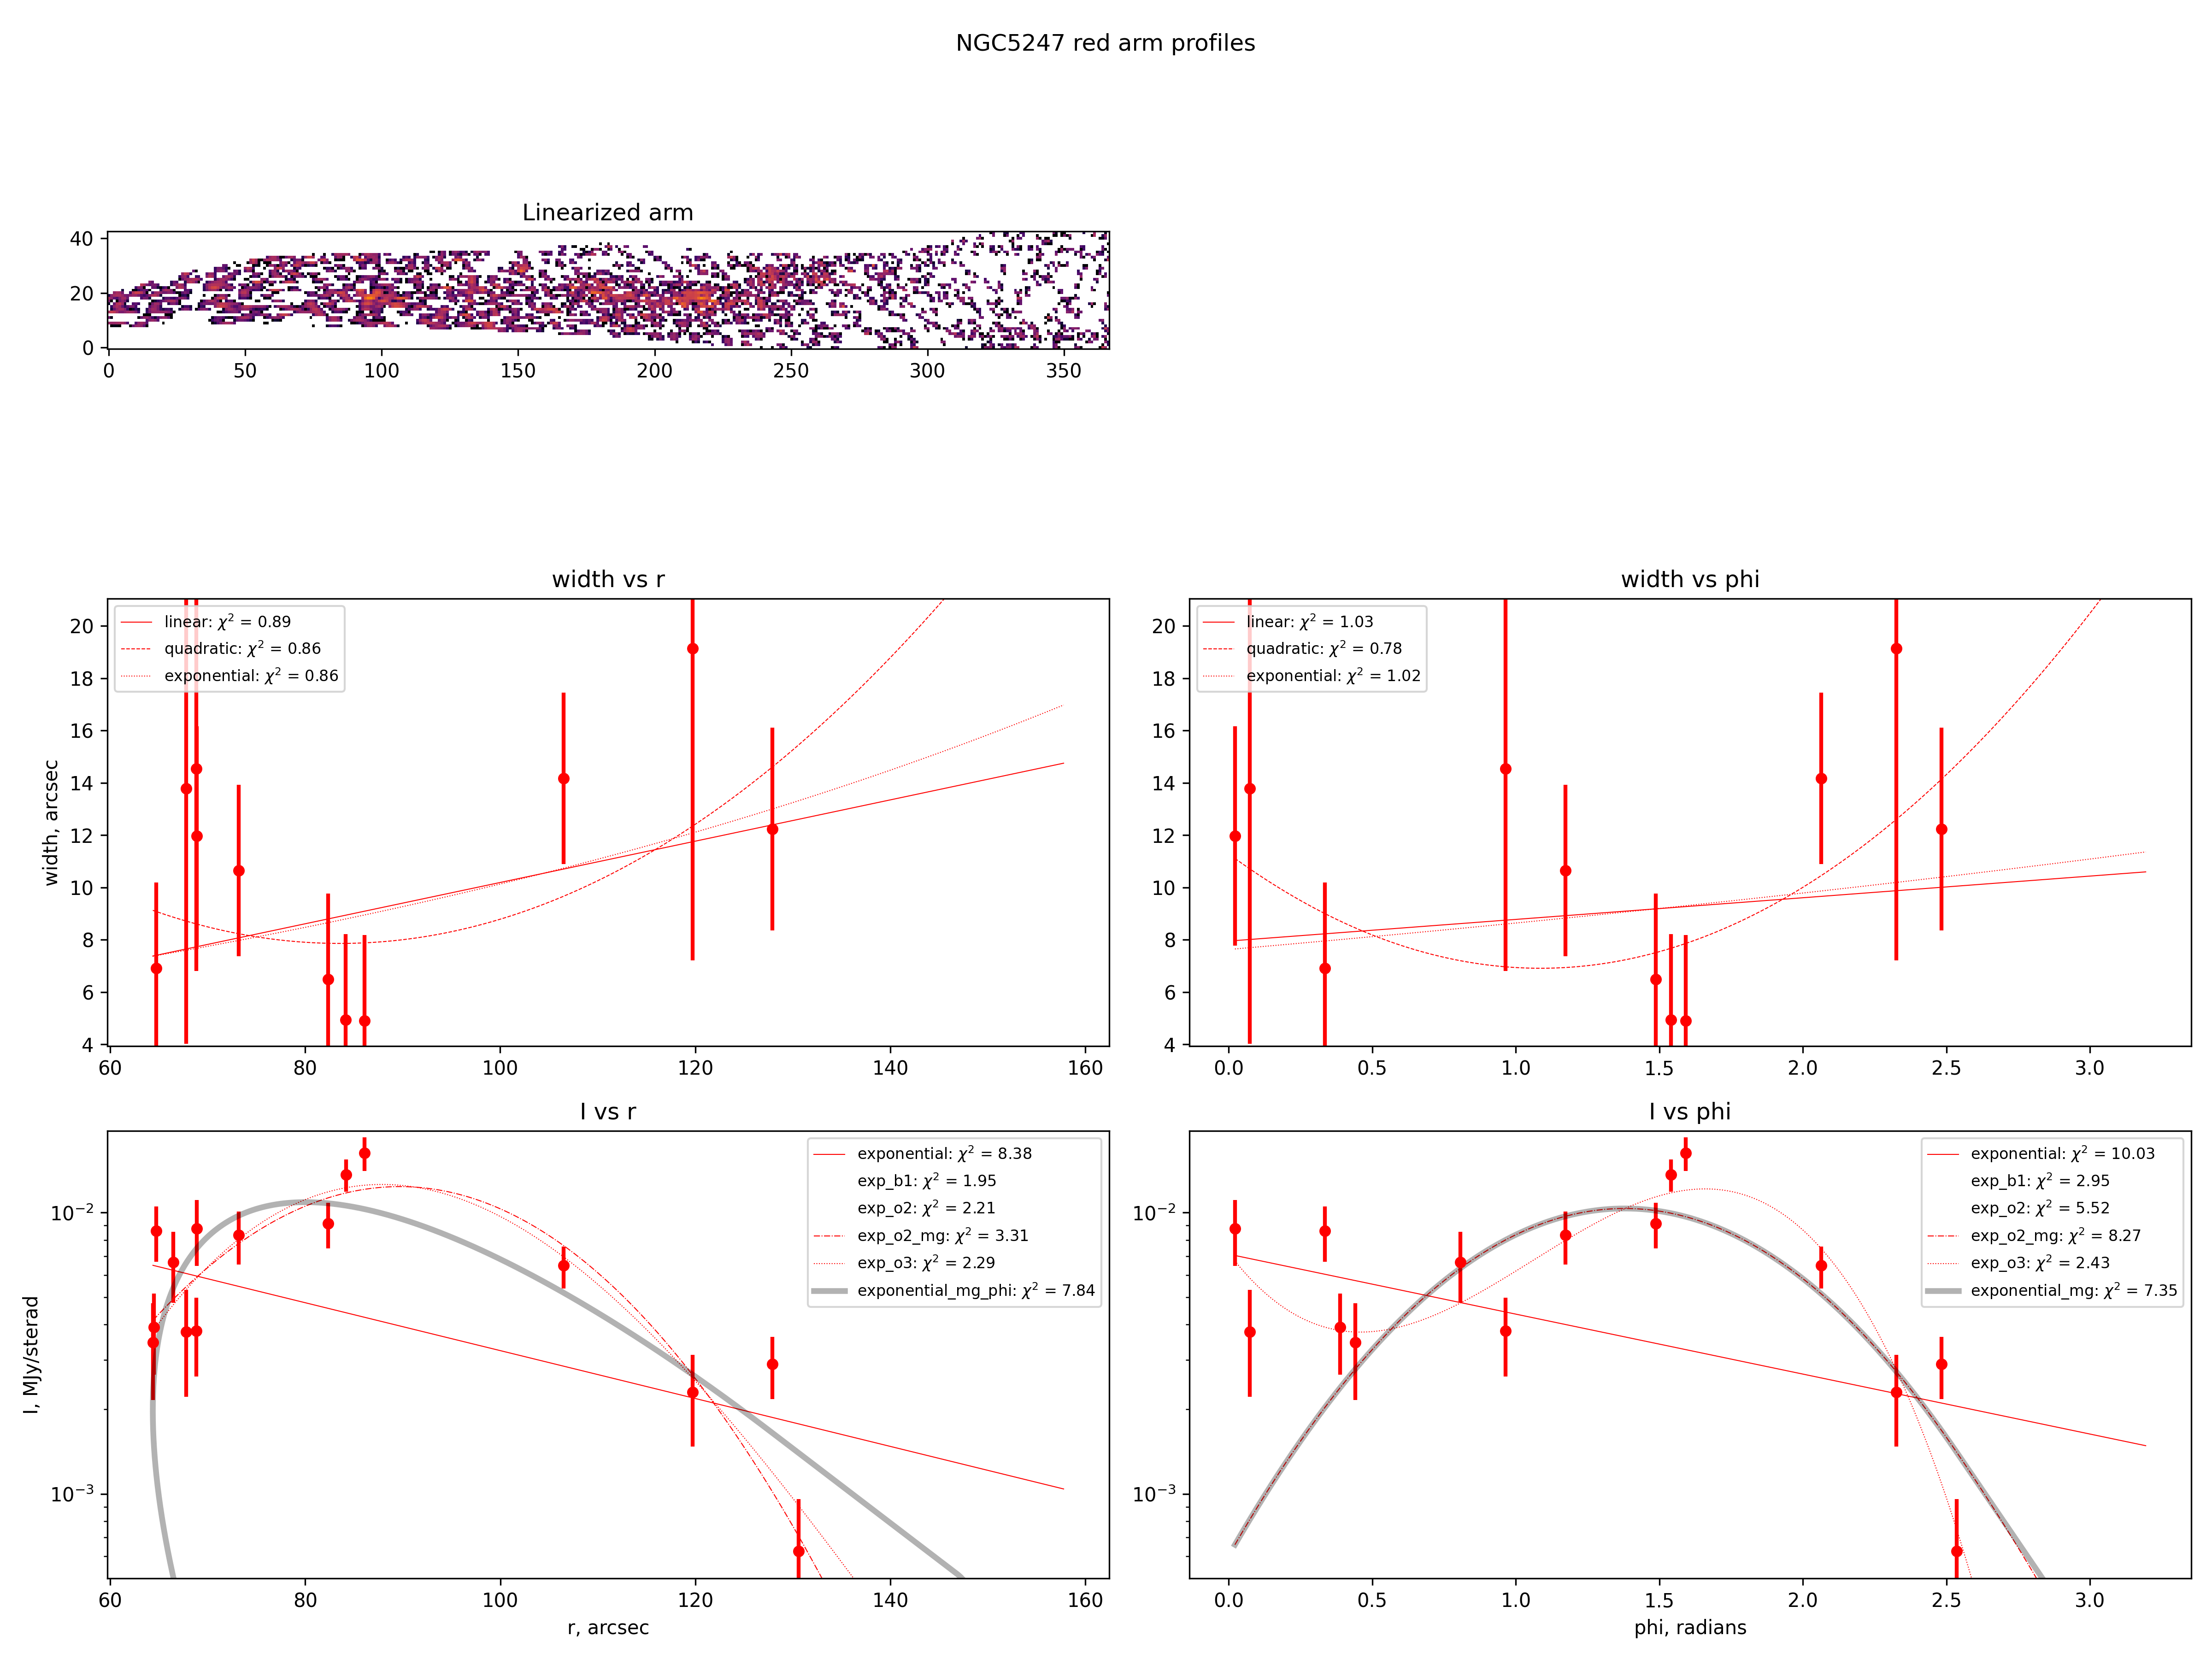 NGC5247 red arm profiles
Linearized arm
40
20
0
0 50 100 150 200 250 300 350
width vs r
width, arcsec
20
18
16
14
12
10
8
6
4
linear: χ² = 0.89
quadratic: χ² = 0.86
exponential: χ² = 0.86
60 80 100 120 140 160
width vs phi
20
18
16
14
12
10
8
6
4
linear: χ² = 1.03
quadratic: χ² = 0.78
exponential: χ² = 1.02
0.0 0.5 1.0 1.5 2.0 2.5 3.0
I vs r
I, MJy/sterad
10⁻²
10⁻³
exponential: χ² = 8.38
exp_b1: χ² = 1.95
exp_o2: χ² = 2.21
exp_o2_mg: χ² = 3.31
exp_o3: χ² = 2.29
exponential_mg_phi: χ² = 7.84
60 80 100 120 140 160
r, arcsec
I vs phi
10⁻²
10⁻³
exponential: χ² = 10.03
exp_b1: χ² = 2.95
exp_o2: χ² = 5.52
exp_o2_mg: χ² = 8.27
exp_o3: χ² = 2.43
exponential_mg: χ² = 7.35
0.0 0.5 1.0 1.5 2.0 2.5 3.0
phi, radians